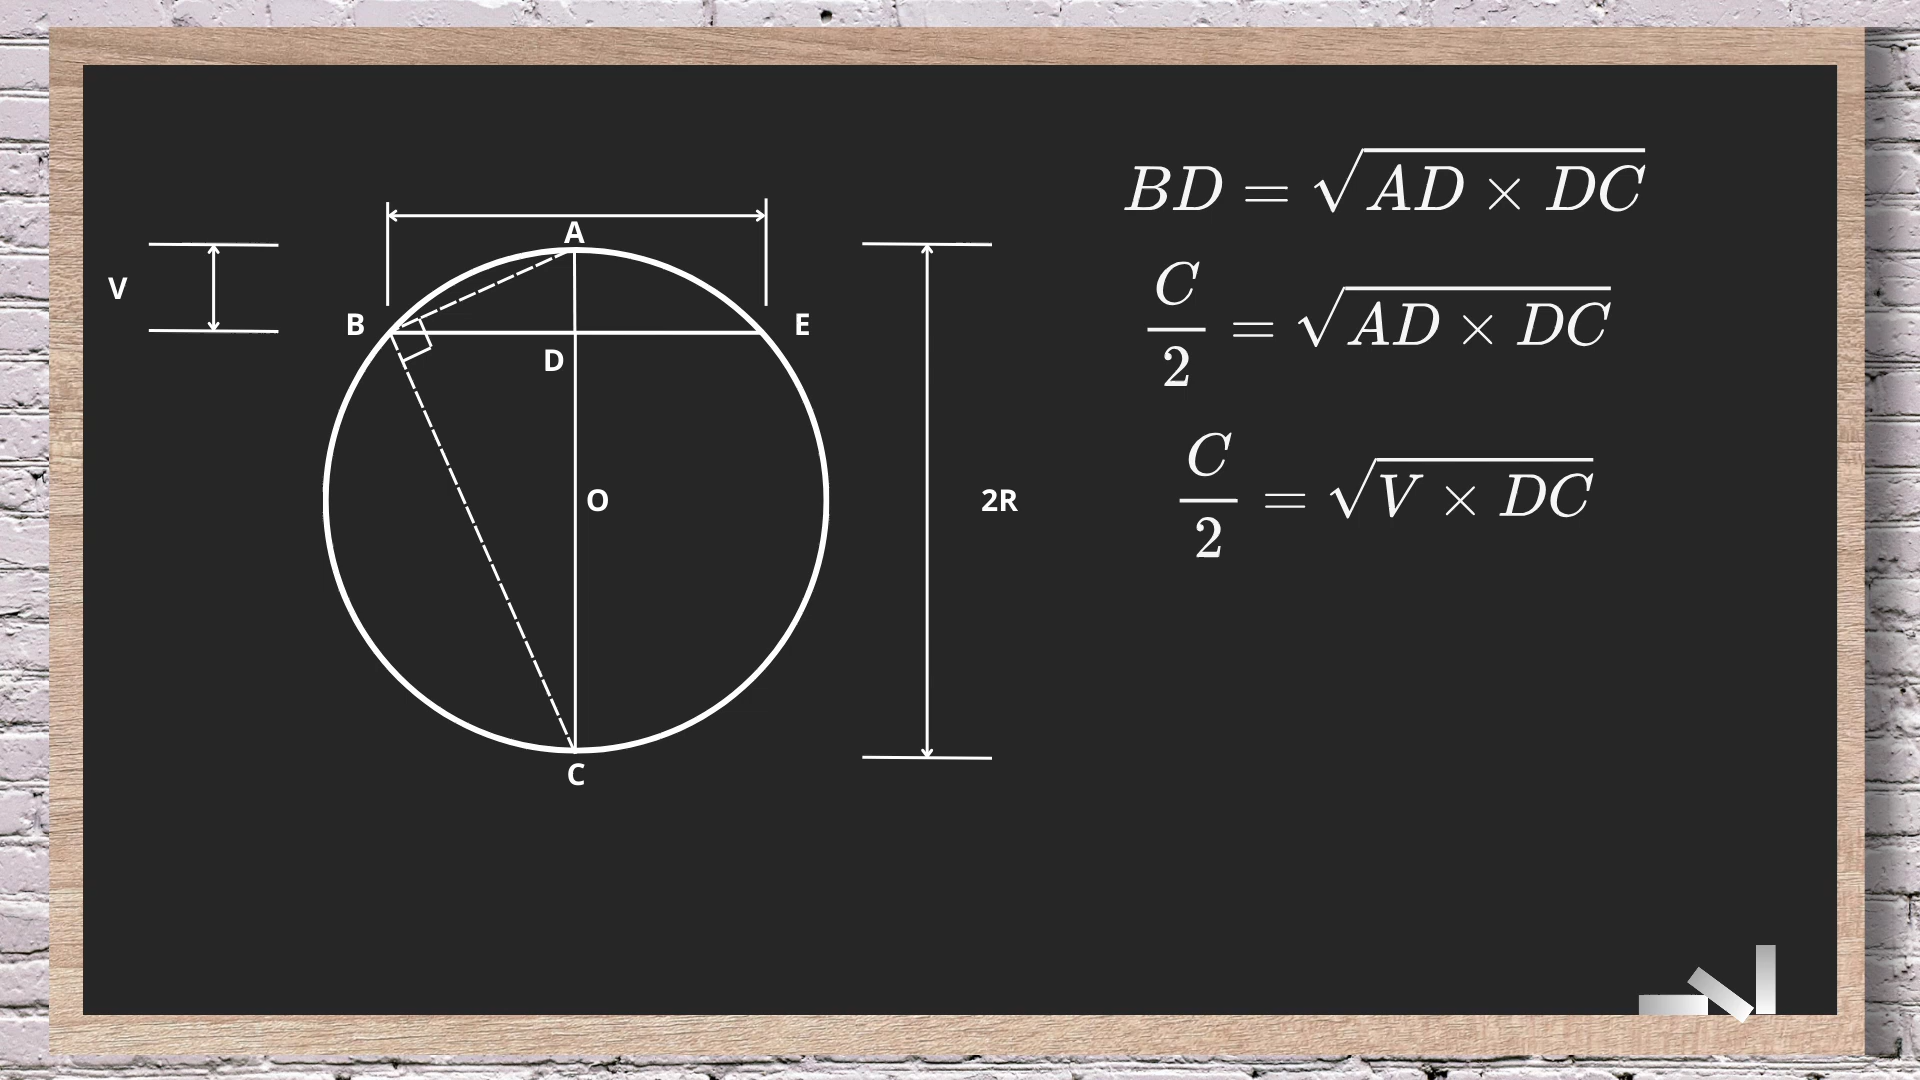 A
V
B
E
D
O
2R
C
BD = √(AD × DC)
C/2 = √(AD × DC)
C/2 = √(V × DC)